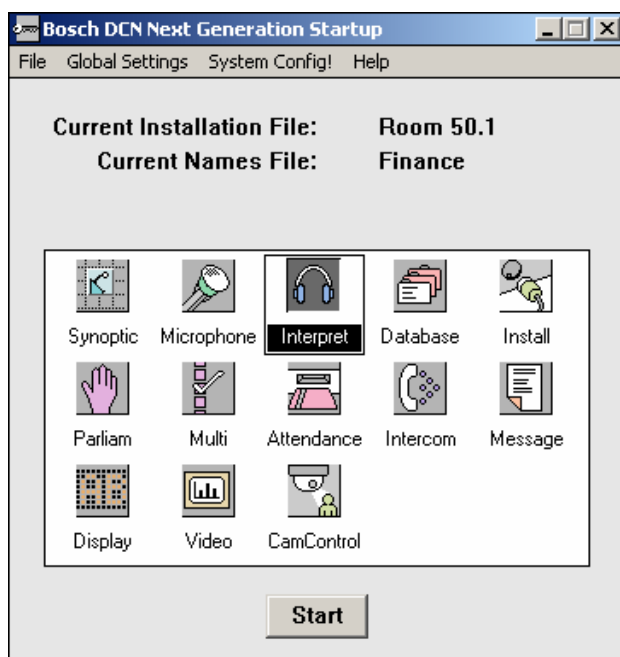 Bosch DCN Next Generation Startup
File Global Settings System Config! Help
Current Installation File: Room 50.1
Current Names File: Finance
Synoptic Microphone Interpret Database Install
Parliam Multi Attendance Intercom Message
Display Video CamControl
Start